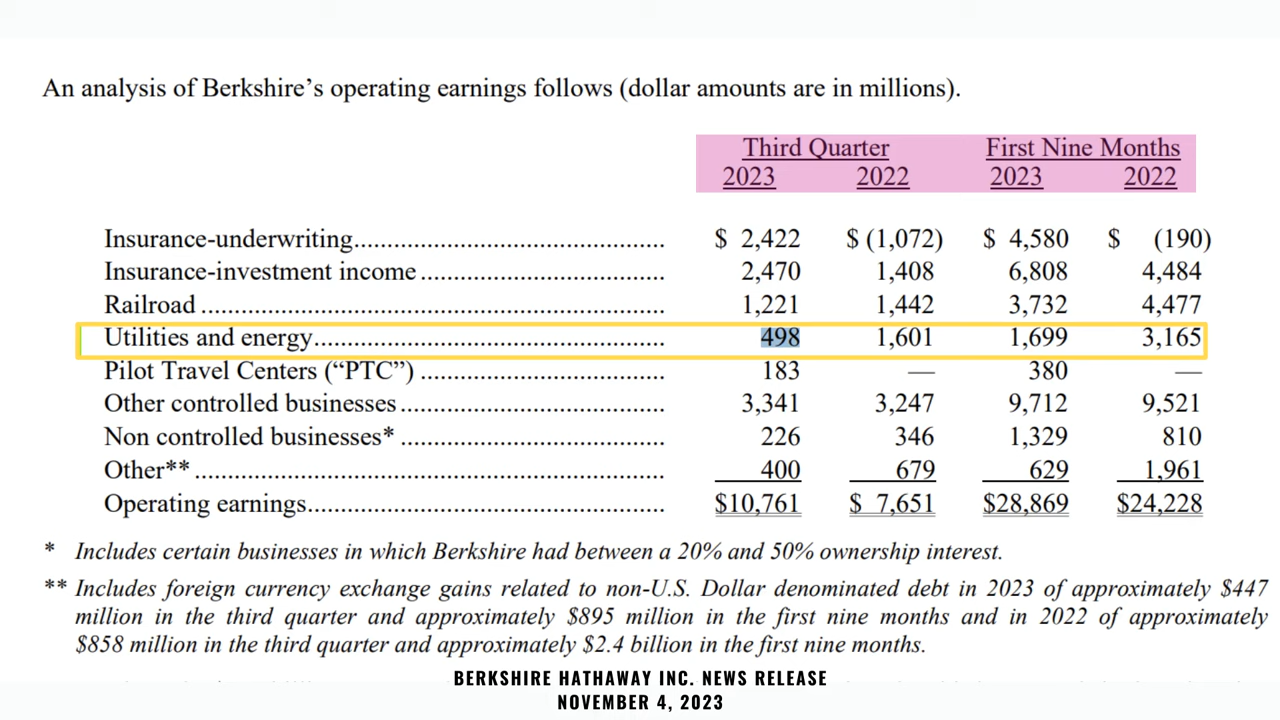 An analysis of Berkshire’s operating earnings follows (dollar amounts are in millions).
Third Quarter First Nine Months
2023 2022 2023 2022
Insurance-underwriting............................................... $ 2,422 $ (1,072) $ 4,580 $ (190)
Insurance-investment income..................................... 2,470 1,408 6,808 4,484
Railroad ...................................................................... 1,221 1,442 3,732 4,477
Utilities and energy..................................................... 498 1,601 1,699 3,165
Pilot Travel Centers (“PTC”) ..................................... 183 — 380 —
Other controlled businesses........................................ 3,341 3,247 9,712 9,521
Non controlled businesses* ........................................ 226 346 1,329 810
Other** ....................................................................... 400 679 629 1,961
Operating earnings...................................................... $10,761 $ 7,651 $28,869 $24,228
* Includes certain businesses in which Berkshire had between a 20% and 50% ownership interest.
** Includes foreign currency exchange gains related to non-U.S. Dollar denominated debt in 2023 of approximately $447
million in the third quarter and approximately $895 million in the first nine months and in 2022 of approximately
$858 million in the third quarter and approximately $2.4 billion in the first nine months.
BERKSHIRE HATHAWAY INC. NEWS RELEASE
NOVEMBER 4, 2023